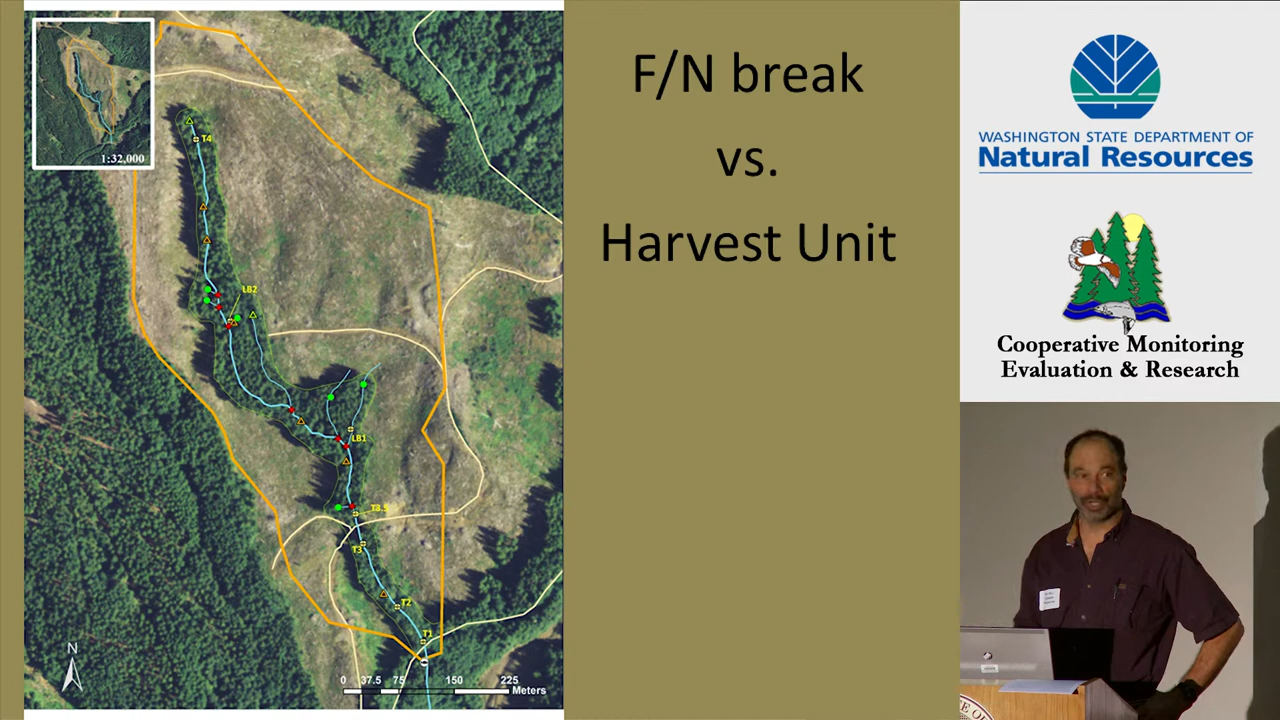 1:32,000
T4
LB2
LB1
T3.5
T3
T2
T1
N
0 37.5 75 150 225
Meters
F/N break
vs.
Harvest Unit
WASHINGTON STATE DEPARTMENT OF
Natural Resources
Cooperative Monitoring
Evaluation & Research